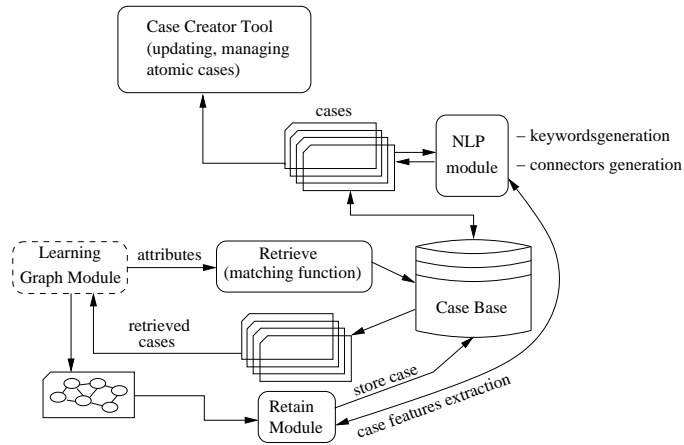 Case Creator Tool
(updating, managing
atomic cases)
cases
NLP
module
– keywordsgeneration
– connectors generation
Learning
Graph Module
attributes
Retrieve
(matching function)
Case Base
retrieved
cases
store case
case features extraction
Retain
Module